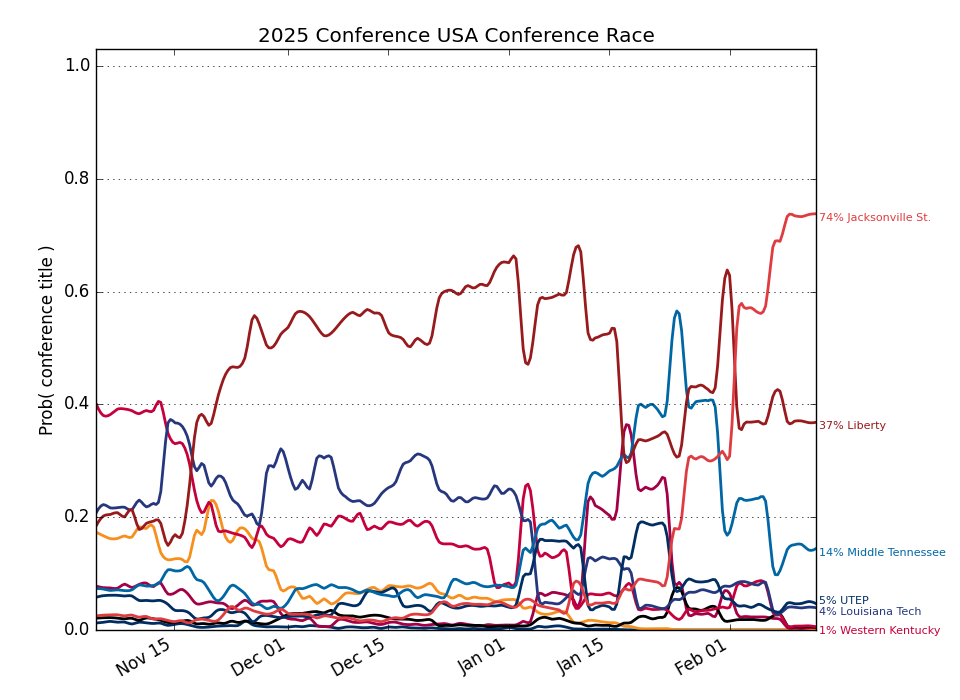 2025 Conference USA Conference Race
Prob( conference title )
1.0
0.8
0.6
0.4
0.2
0.0
Nov 15
Dec 01
Dec 15
Jan 01
Jan 15
Feb 01
74% Jacksonville St.
37% Liberty
14% Middle Tennessee
5% UTEP
4% Louisiana Tech
1% Western Kentucky